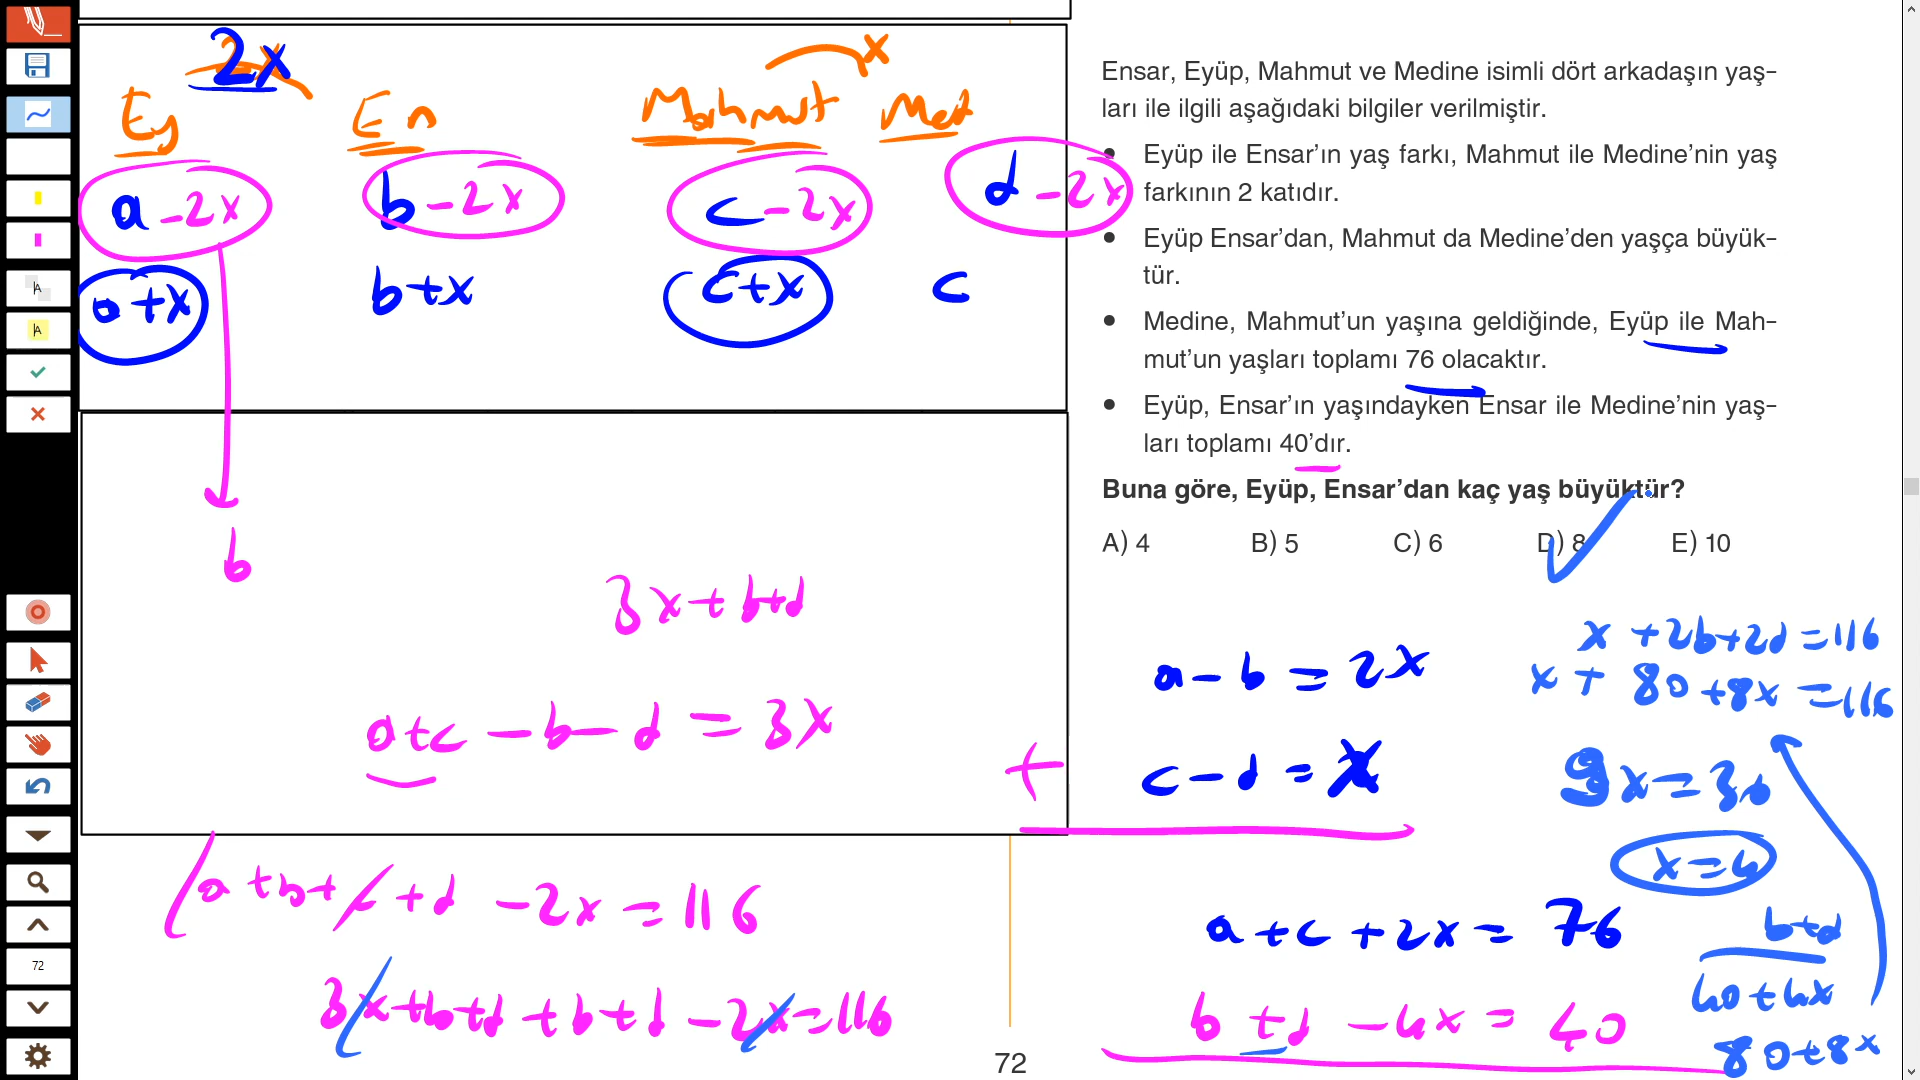 2x
x
Ey En Mahmut Med
a-2x b-2x c-2x d-2x
a+x b+x c+x c
b
3x+b+d
a+c-b-d=3x
a+b+c+d-2x=116
3x+b+d+b+d-2x=116
Ensar, Eyüp, Mahmut ve Medine isimli dört arkadaşın yaş-
ları ile ilgili aşağıdaki bilgiler verilmiştir.
• Eyüp ile Ensar’ın yaş farkı, Mahmut ile Medine’nin yaş
farkının 2 katıdır.
• Eyüp Ensar’dan, Mahmut da Medine’den yaşça büyük-
tür.
• Medine, Mahmut’un yaşına geldiğinde, Eyüp ile Mah-
mut’un yaşları toplamı 76 olacaktır.
• Eyüp, Ensar’ın yaşındayken Ensar ile Medine’nin yaş-
ları toplamı 40’dır.
Buna göre, Eyüp, Ensar’dan kaç yaş büyüktür?
A) 4 B) 5 C) 6 D) 8 E) 10
a-b=2x
c-d=x
+
a+c+2x=76
b+d-4x=40
x+2b+2d=116
x+80+8x=116
9x=36
x=4
b+d
40+4x
80+8x
72
72